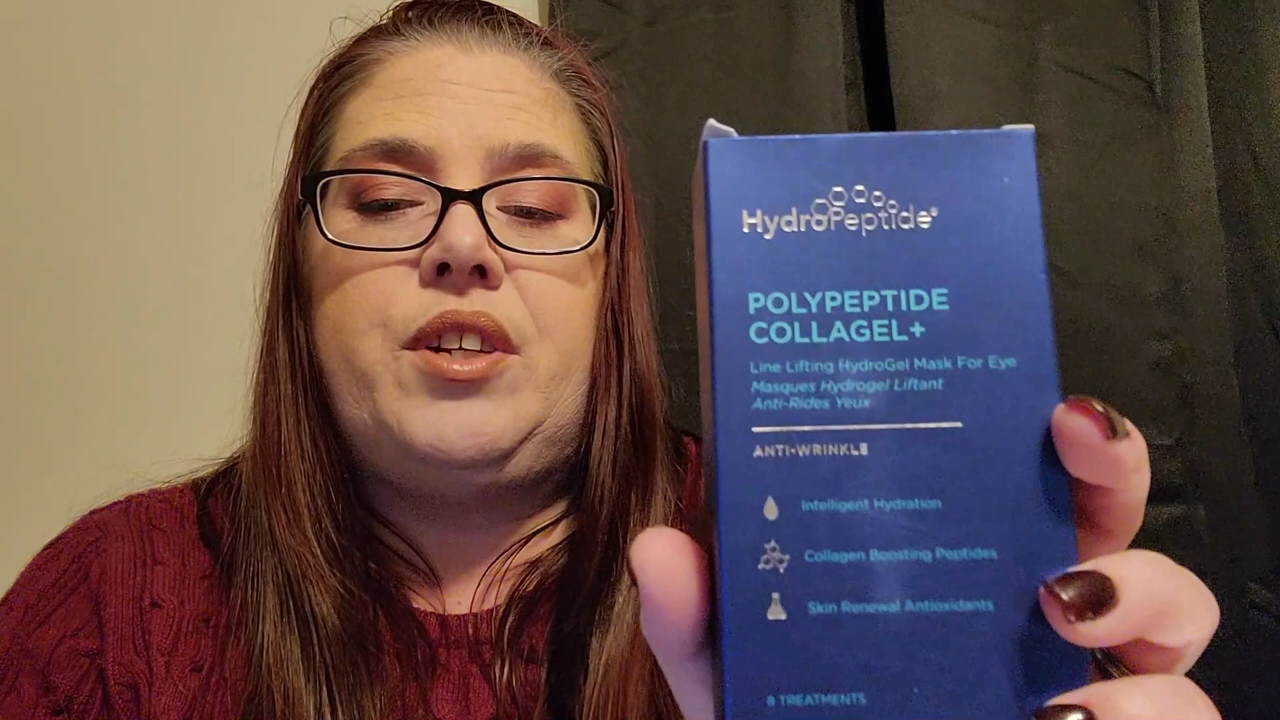 HydroPeptide®
POLYPEPTIDE
COLLAGEL+
Line Lifting HydroGel Mask For Eye
Masques Hydrogel Liftant
Anti-Rides Yeux
ANTI-WRINKLE
Intelligent Hydration
Collagen Boosting Peptides
Skin Renewal Antioxidants
8 TREATMENTS